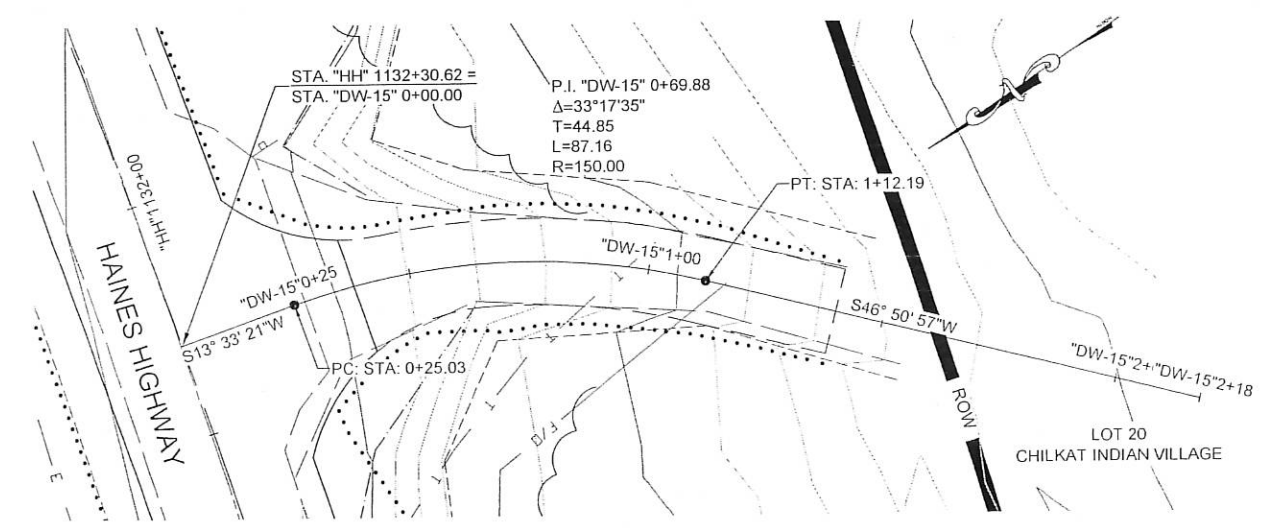 STA. "HH" 1132+30.62 =
STA. "DW-15" 0+00.00
P.I. "DW-15" 0+69.88
Δ=33°17'35"
T=44.85
L=87.16
R=150.00
PT: STA: 1+12.19
"HH"1132+00
HAINES HIGHWAY
"DW-15"0+25
S13° 33' 21"W
PC: STA: 0+25.03
"DW-15"1+00
S46° 50' 57"W
"DW-15"2+
"DW-15"2+18
ROW
LOT 20
CHILKAT INDIAN VILLAGE
F/O
T
T
T
T
E